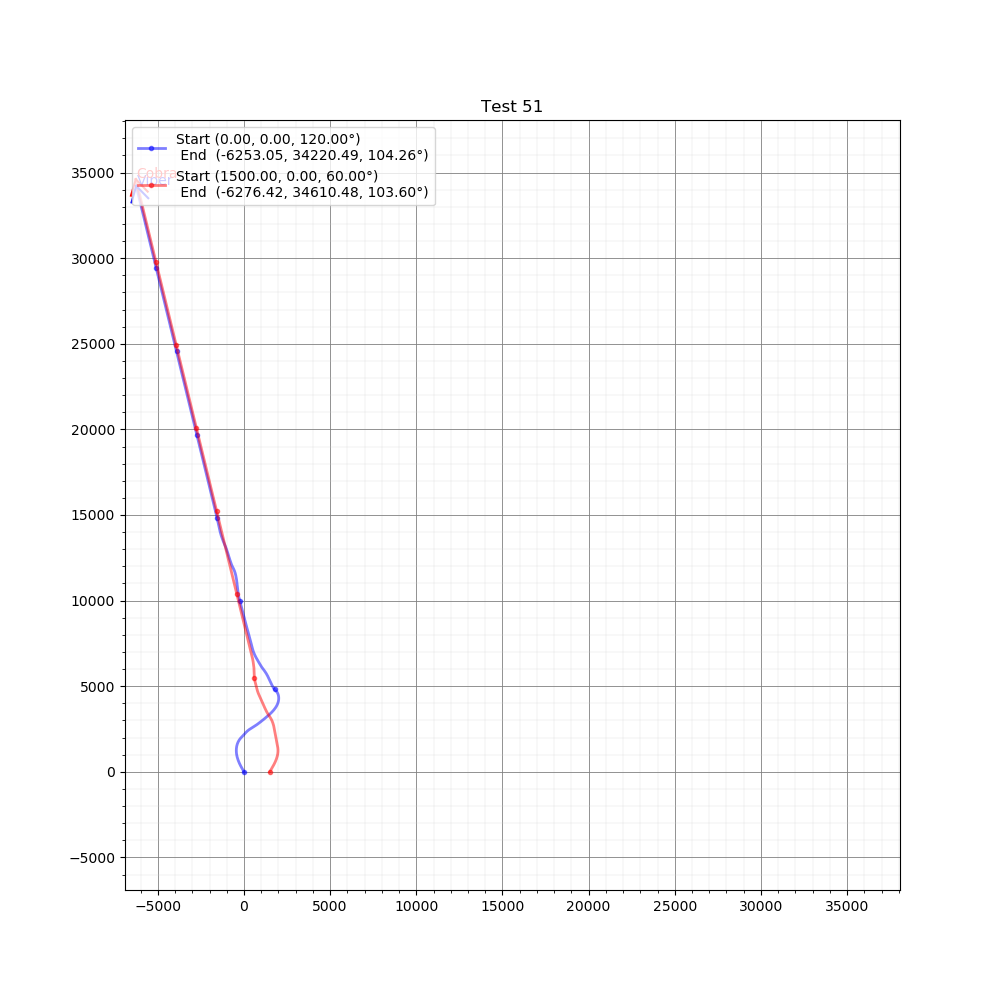 Test 51
Start (0.00, 0.00, 120.00°)
End (-6253.05, 34220.49, 104.26°)
Start (1500.00, 0.00, 60.00°)
End (-6276.42, 34610.48, 103.60°)
Cobra
Viper
35000
30000
25000
20000
15000
10000
5000
0
−5000
−5000 0 5000 10000 15000 20000 25000 30000 35000